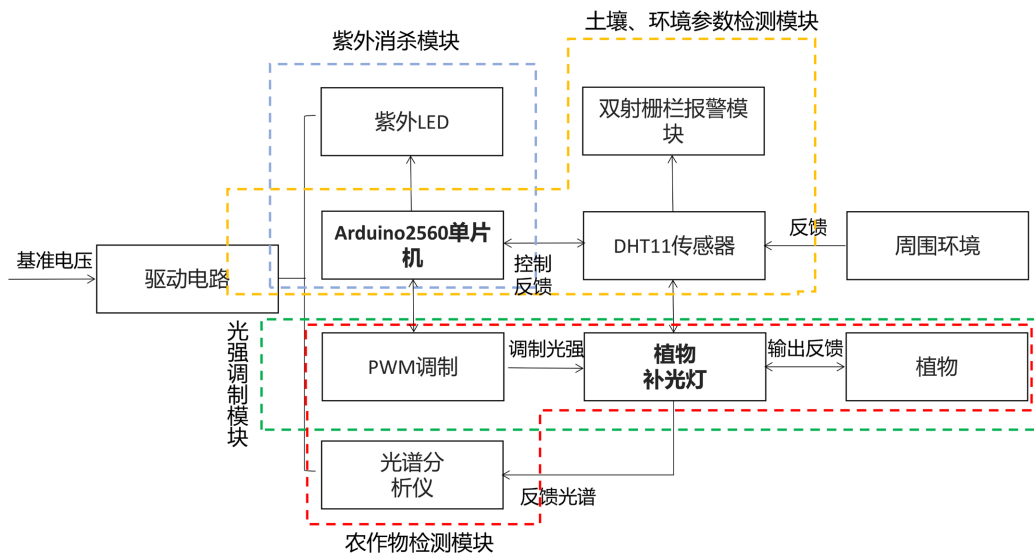 土壤、环境参数检测模块
紫外消杀模块
紫外LED
双射栅栏报警模
块
Arduino2560单片
机
DHT11传感器
反馈
周围环境
基准电压
驱动电路
控制
反馈
光强调制模块
PWM调制
调制光强
植物
补光灯
输出反馈
植物
光谱分
析仪
反馈光谱
农作物检测模块